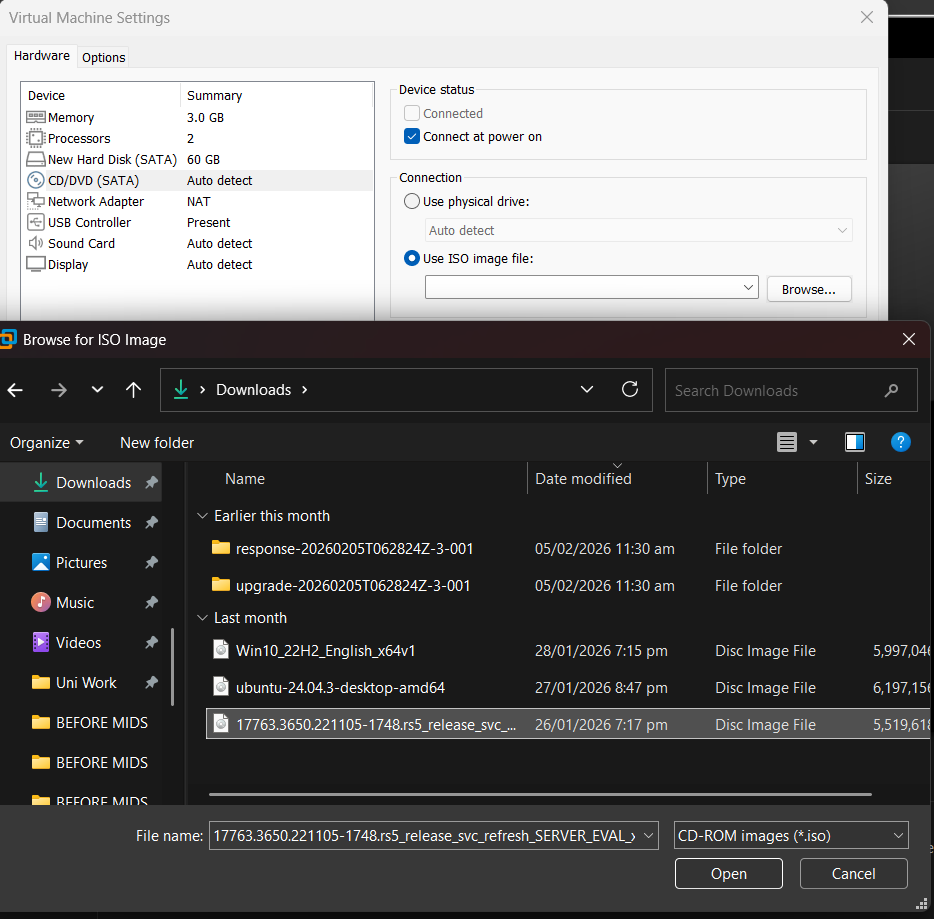 Virtual Machine Settings
Hardware Options
Device Summary
Memory 3.0 GB
Processors 2
New Hard Disk (SATA) 60 GB
CD/DVD (SATA) Auto detect
Network Adapter NAT
USB Controller Present
Sound Card Auto detect
Display Auto detect
Device status
Connected
Connect at power on
Connection
Use physical drive:
Auto detect
Use ISO image file:
Browse...
Browse for ISO Image
Downloads
Search Downloads
Organize New folder
Downloads
Documents
Pictures
Music
Videos
Uni Work
BEFORE MIDS
BEFORE MIDS
BEFORE MIDS
Name Date modified Type Size
Earlier this month
response-20260205T062824Z-3-001 05/02/2026 11:30 am File folder
upgrade-20260205T062824Z-3-001 05/02/2026 11:30 am File folder
Last month
Win10_22H2_English_x64v1 28/01/2026 7:15 pm Disc Image File 5,997,046
ubuntu-24.04.3-desktop-amd64 27/01/2026 8:47 pm Disc Image File 6,197,156
17763.3650.221105-1748.rs5_release_svc_... 26/01/2026 7:17 pm Disc Image File 5,519,618
File name: 17763.3650.221105-1748.rs5_release_svc_refresh_SERVER_EVAL_x
CD-ROM images (*.iso)
Open Cancel